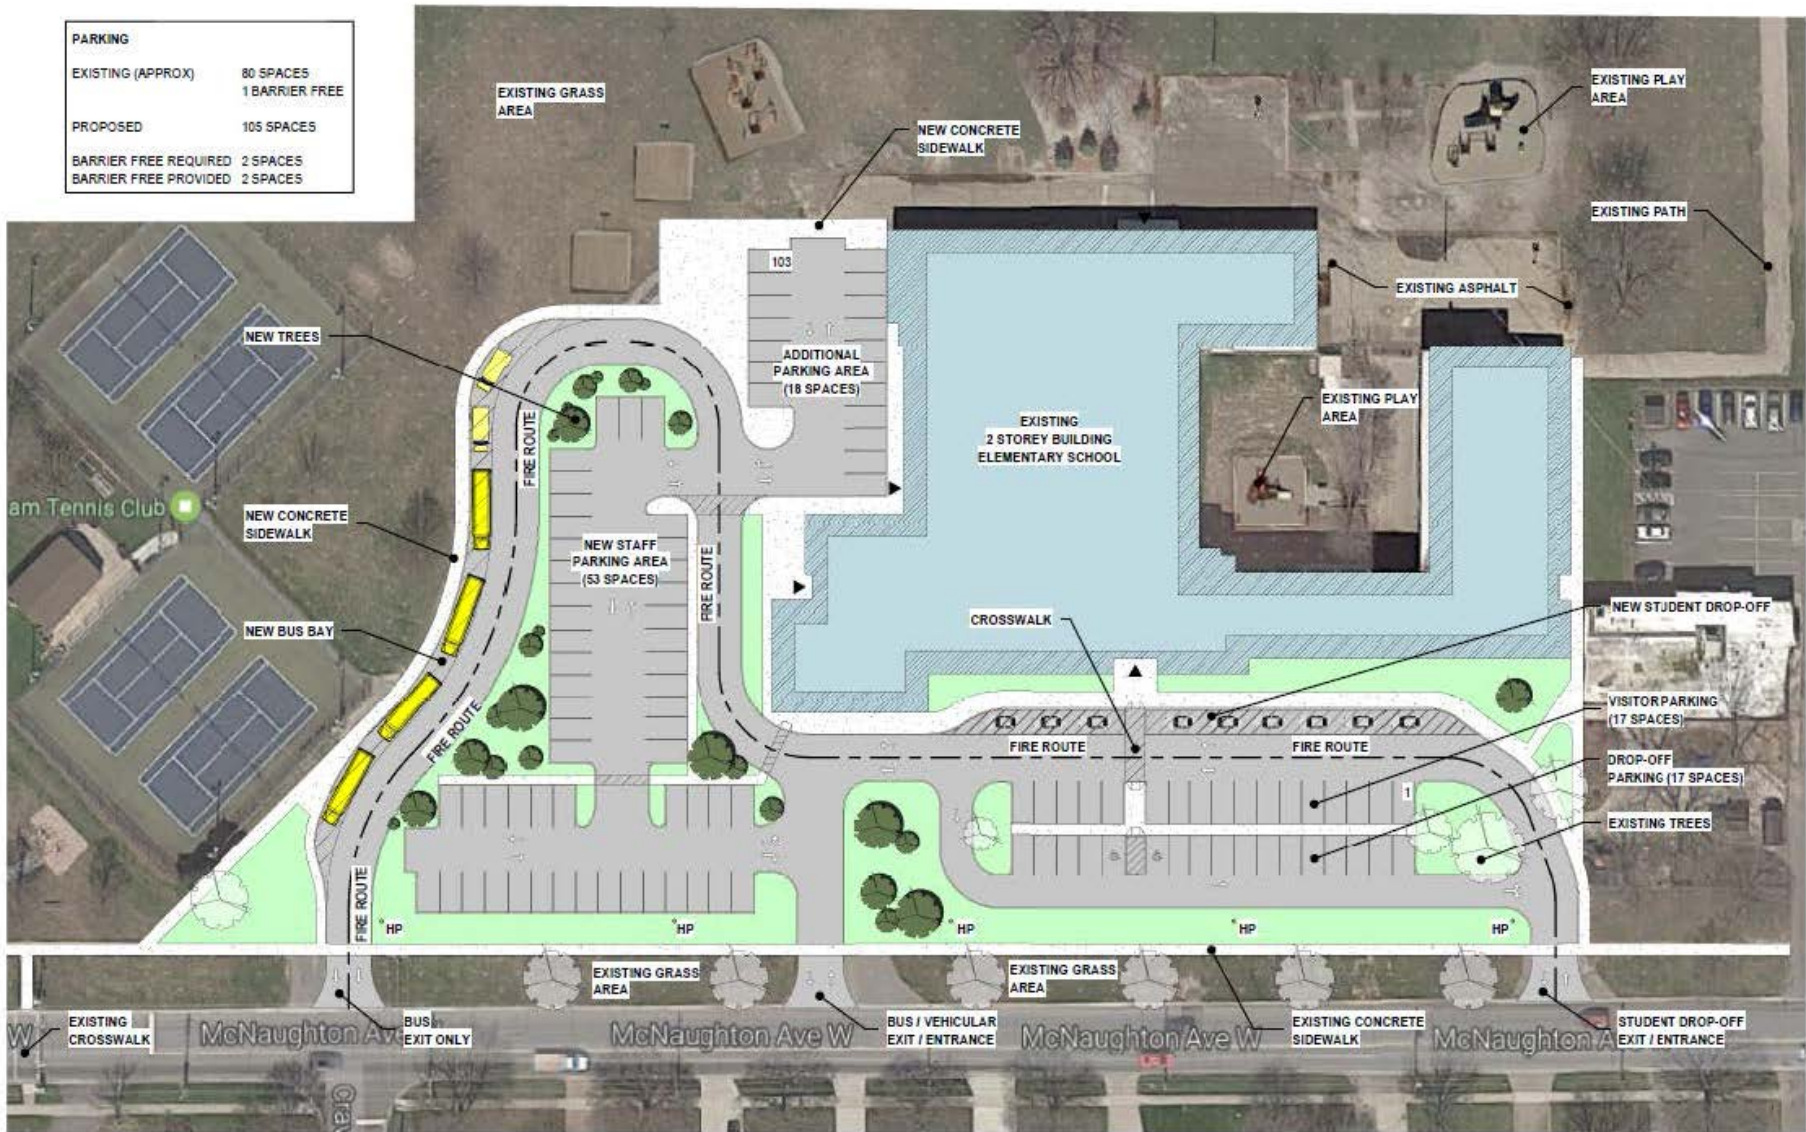 PARKING
EXISTING (APPROX) 80 SPACES
1 BARRIER FREE
PROPOSED 105 SPACES
BARRIER FREE REQUIRED 2 SPACES
BARRIER FREE PROVIDED 2 SPACES
EXISTING GRASS
AREA
NEW CONCRETE
SIDEWALK
EXISTING PLAY
AREA
EXISTING PATH
103
EXISTING ASPHALT
NEW TREES
ADDITIONAL
PARKING AREA
(18 SPACES)
EXISTING PLAY
AREA
EXISTING
2 STOREY BUILDING
ELEMENTARY SCHOOL
FIRE ROUTE
am Tennis Club
NEW CONCRETE
SIDEWALK
NEW STAFF
PARKING AREA
(53 SPACES)
FIRE ROUTE
NEW BUS BAY
CROSSWALK
NEW STUDENT DROP-OFF
VISITOR PARKING
(17 SPACES)
FIRE ROUTE
FIRE ROUTE
FIRE ROUTE
DROP-OFF
PARKING (17 SPACES)
1
EXISTING TREES
FIRE ROUTE
HP
HP
HP
HP
HP
EXISTING GRASS
AREA
EXISTING GRASS
AREA
W
EXISTING
CROSSWALK
McNaughton Ave
BUS
EXIT ONLY
McNaughton Ave W
BUS / VEHICULAR
EXIT / ENTRANCE
McNaughton Ave W
EXISTING CONCRETE
SIDEWALK
McNaughton A
STUDENT DROP-OFF
EXIT / ENTRANCE